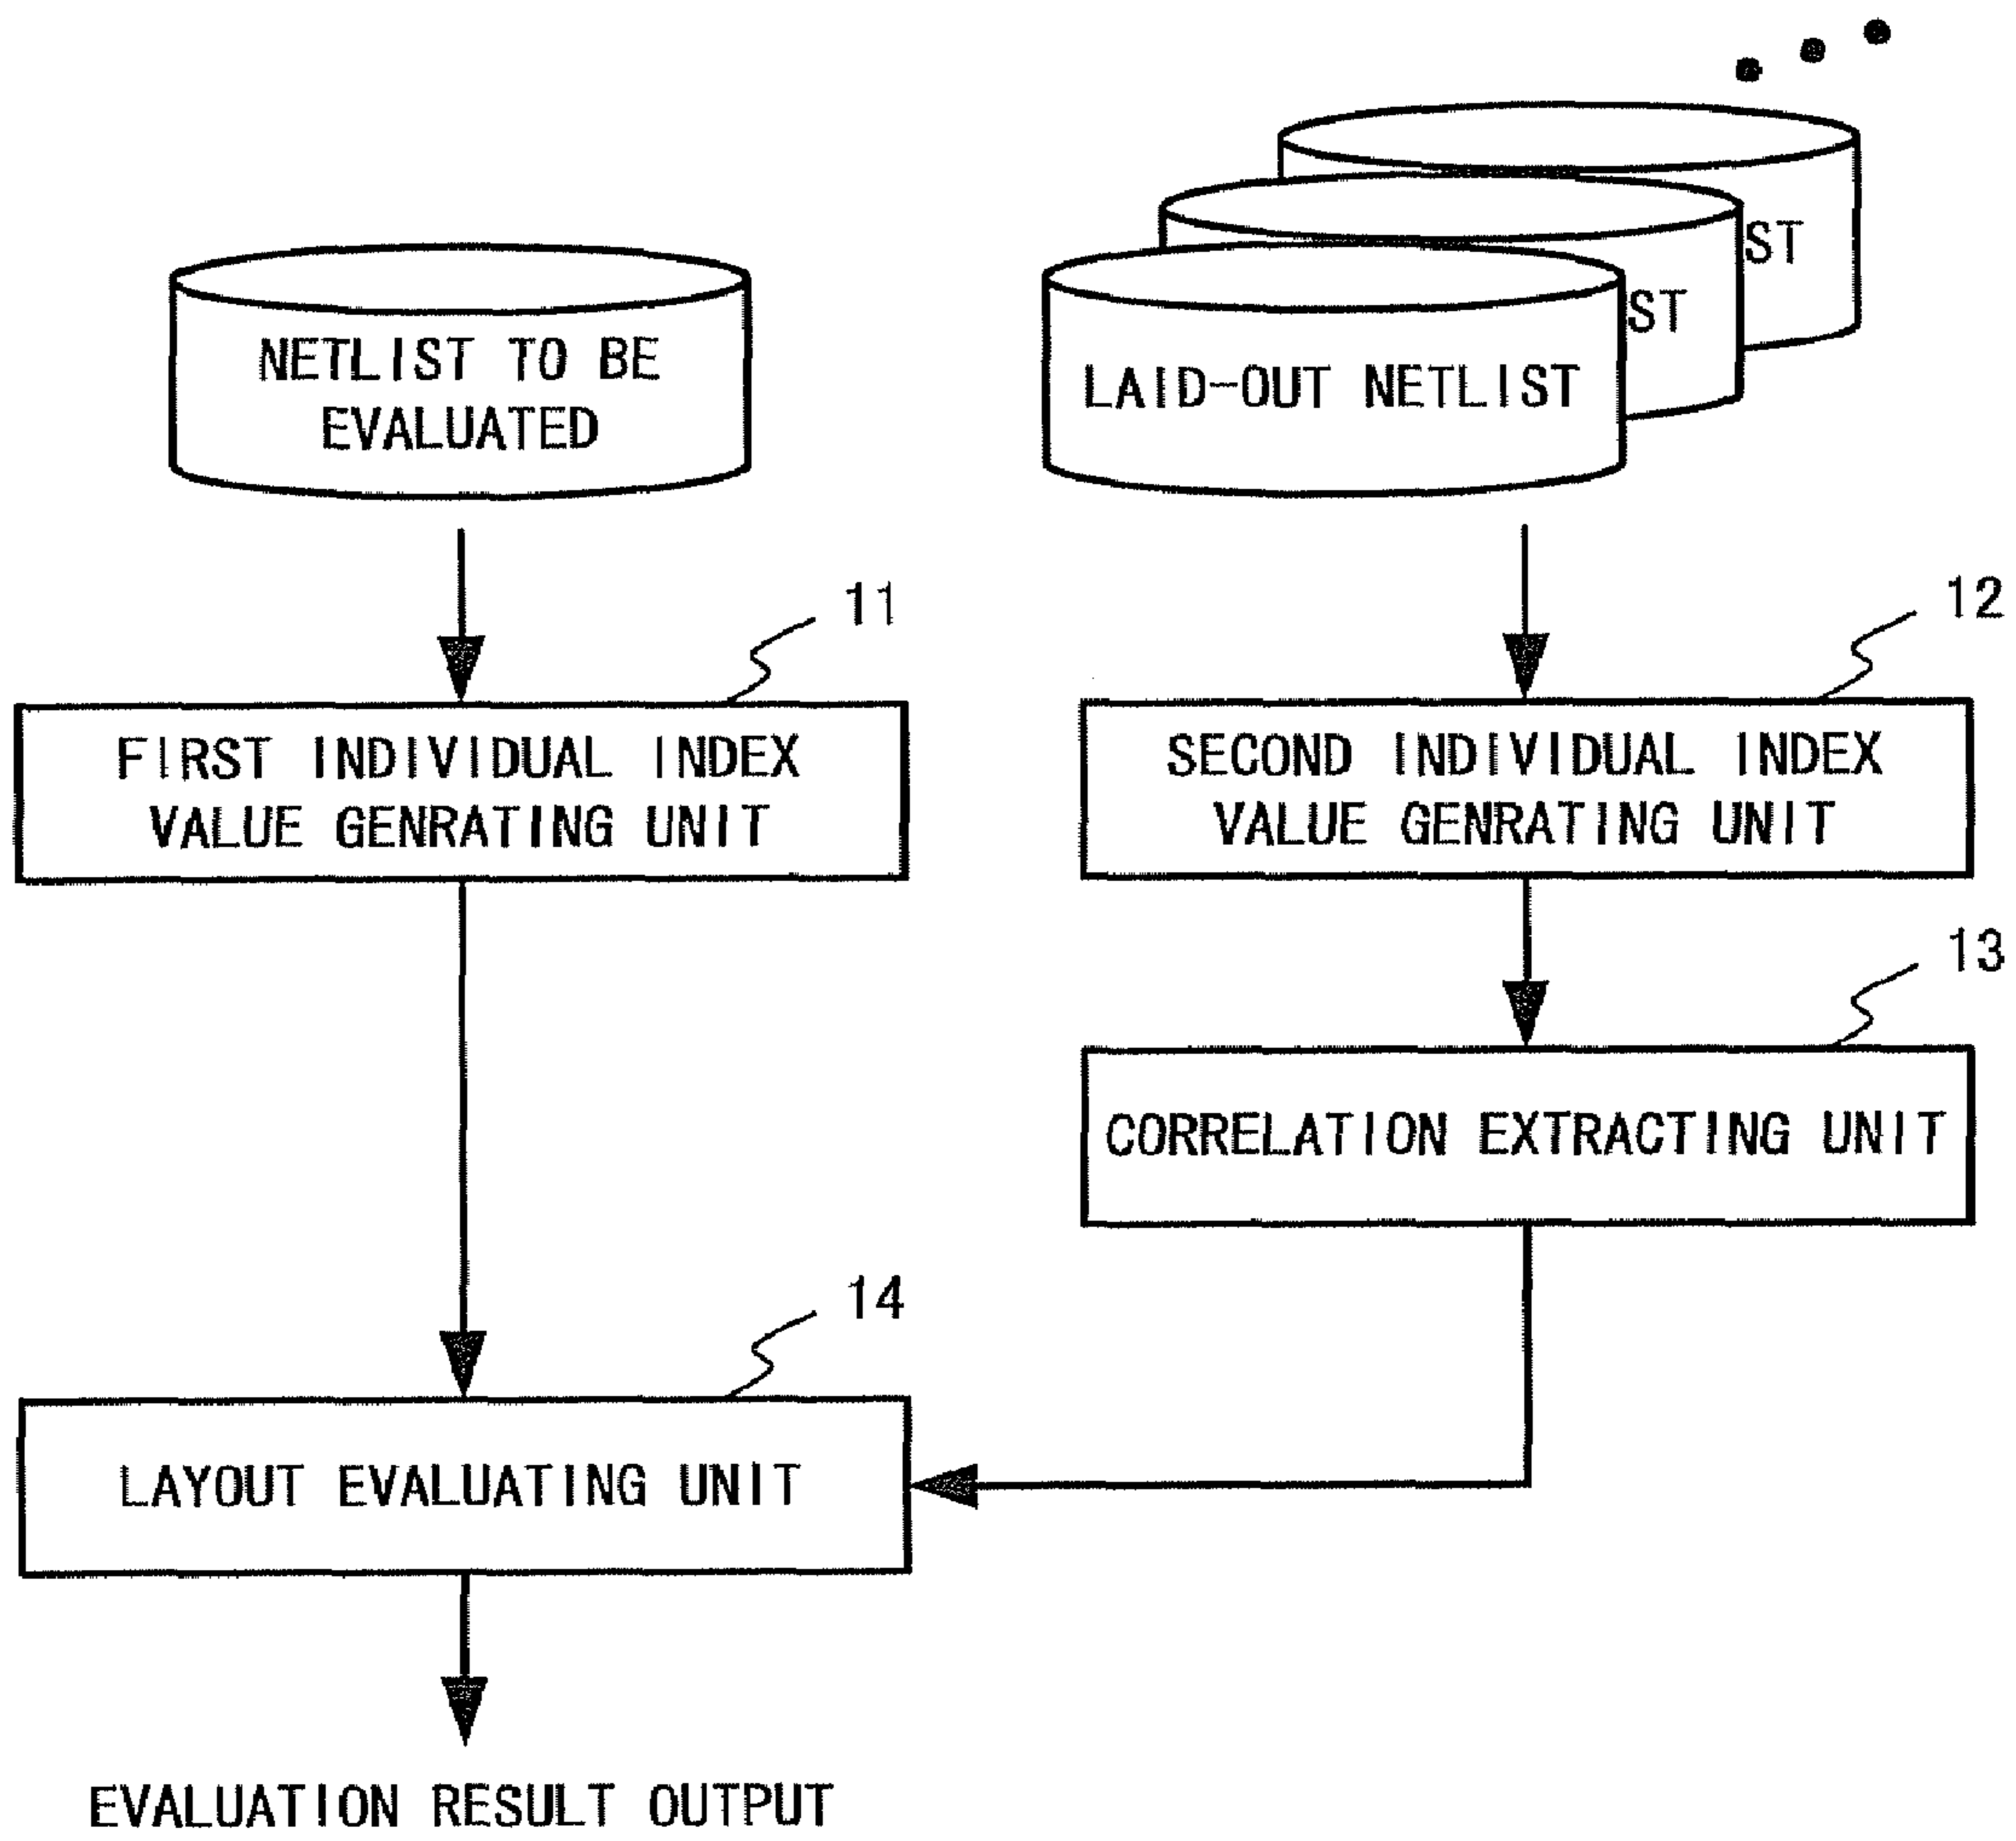 ST
ST
NETLIST TO BE
EVALUATED
LAID-OUT NETLIST
11
12
FIRST INDIVIDUAL INDEX
VALUE GENRATING UNIT
SECOND INDIVIDUAL INDEX
VALUE GENRATING UNIT
13
CORRELATION EXTRACTING UNIT
14
LAYOUT EVALUATING UNIT
EVALUATION RESULT OUTPUT